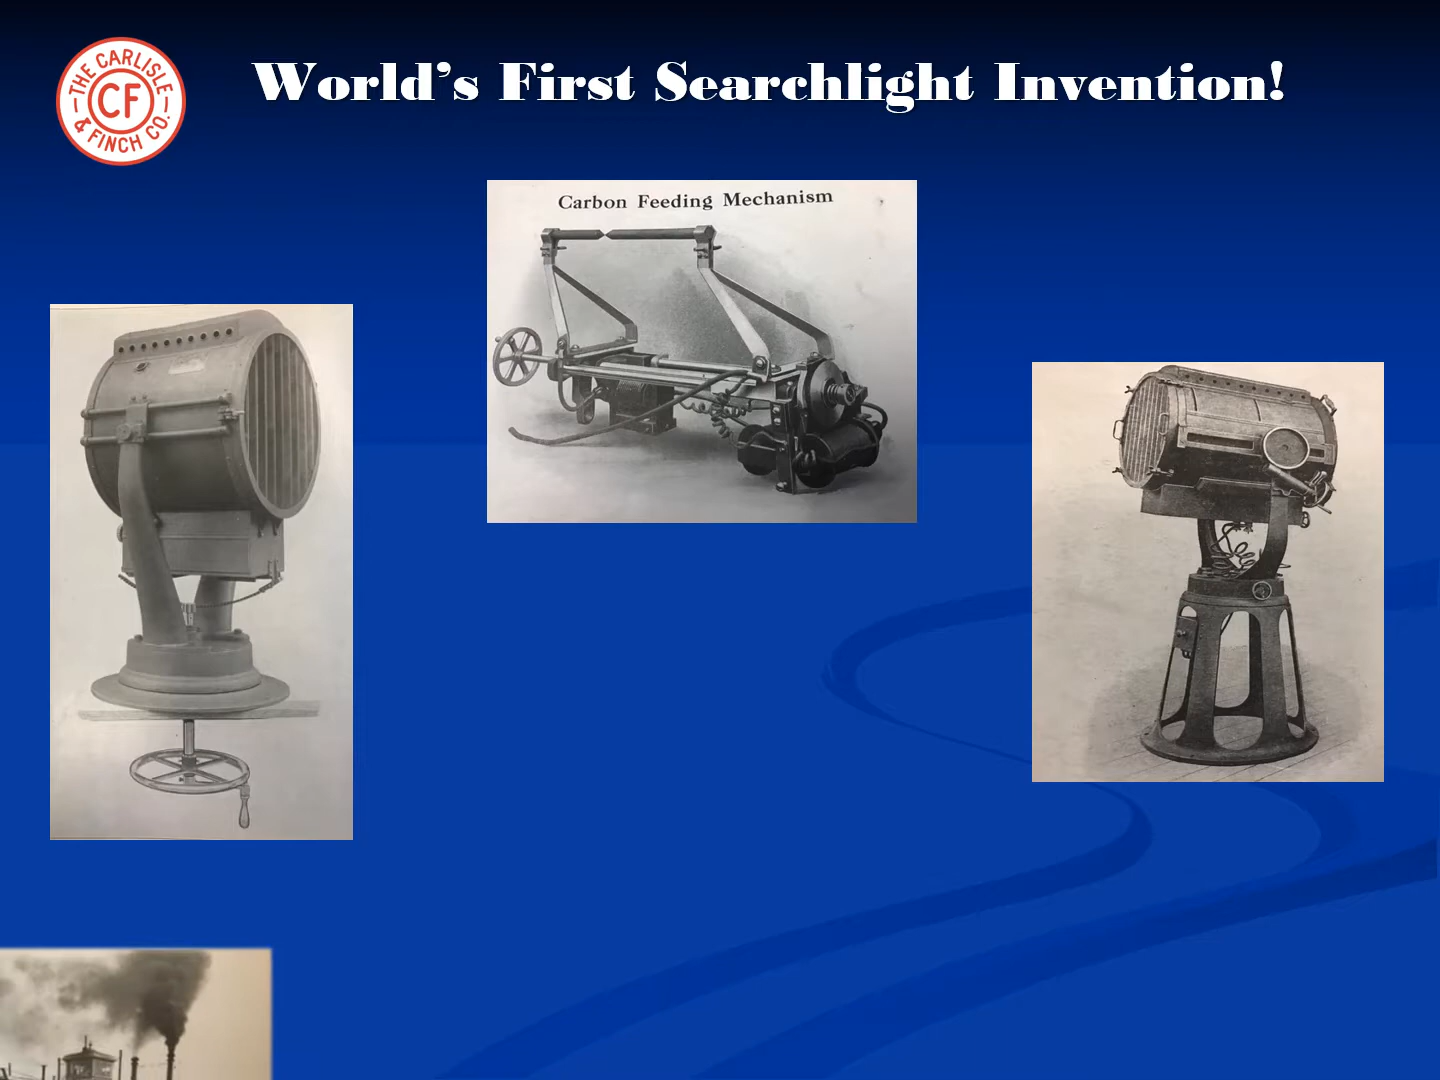 THE CARLISLE
CF
& FINCH CO.
World's First Searchlight Invention!
Carbon Feeding Mechanism